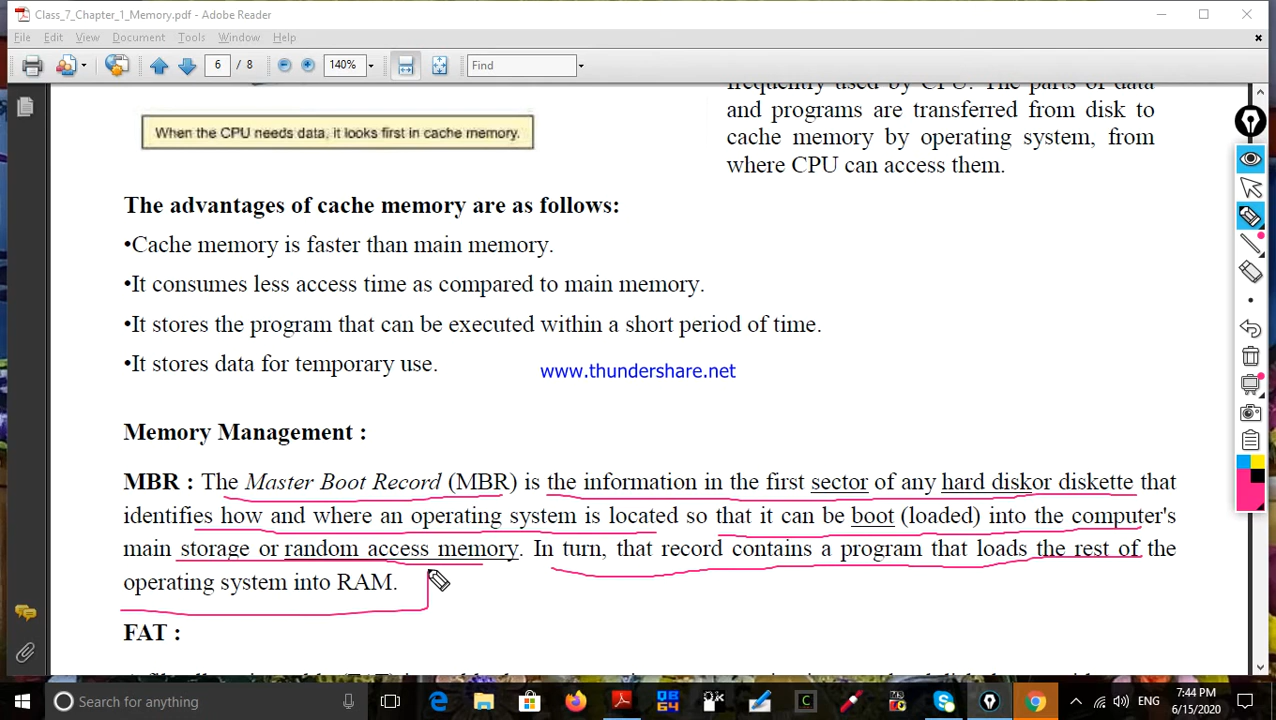 Class_7_Chapter_1_Memory.pdf - Adobe Reader
File Edit View Document Tools Window Help
6 / 8 140% Find
frequently used by CPU. The parts of data
and programs are transferred from disk to
cache memory by operating system, from
where CPU can access them.
When the CPU needs data, it looks first in cache memory.
The advantages of cache memory are as follows:
•Cache memory is faster than main memory.
•It consumes less access time as compared to main memory.
•It stores the program that can be executed within a short period of time.
•It stores data for temporary use.
www.thundershare.net
Memory Management :
MBR : The Master Boot Record (MBR) is the information in the first sector of any hard diskor diskette that
identifies how and where an operating system is located so that it can be boot (loaded) into the computer's
main storage or random access memory. In turn, that record contains a program that loads the rest of the
operating system into RAM.
FAT :
Search for anything
ENG
7:44 PM
6/15/2020